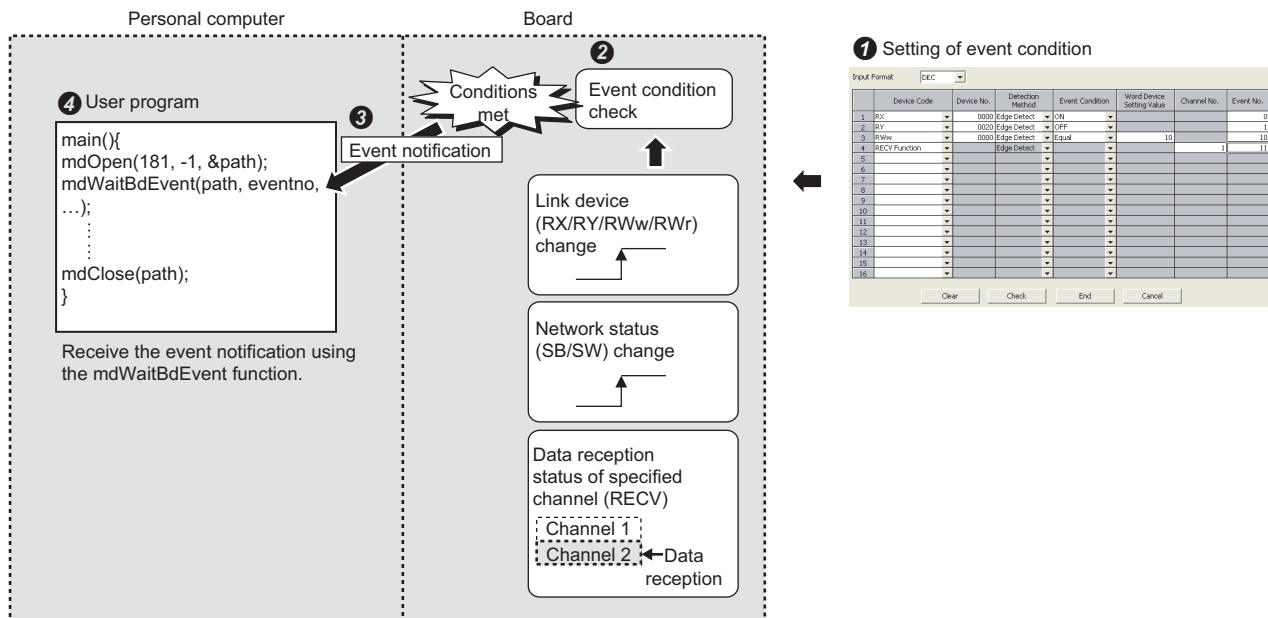 Personal computer
Board
❹ User program
main(){
mdOpen(181, -1, &path);
mdWaitBdEvent(path, eventno,
…);
mdClose(path);
}
Receive the event notification using
the mdWaitBdEvent function.
❸
Event notification
Conditions
met
❷
Event condition
check
Link device
(RX/RY/RWw/RWr)
change
Network status
(SB/SW) change
Data reception
status of specified
channel (RECV)
Channel 1
Channel 2
Data
reception
❶ Setting of event condition
Input Format DEC
Device Code Device No. Detection Method Event Condition Word Device Setting Value Channel No. Event No.
1 RX 0000 Edge Detect ON 0
2 RY 0020 Edge Detect OFF 1
3 RWw 0000 Edge Detect Equal 10 10
4 RECV Function Edge Detect 1 11
5
6
7
8
9
10
11
12
13
14
15
16
Clear Check End Cancel